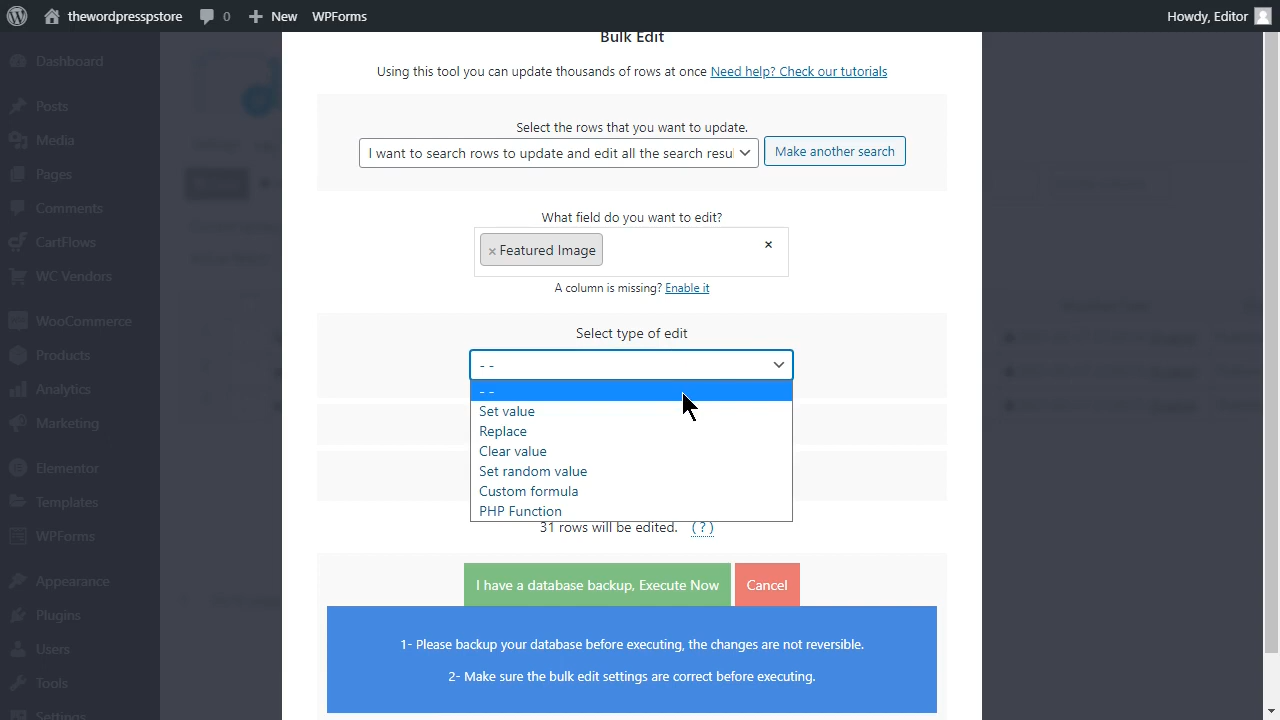 thewordpresspstore 0 New WPForms Howdy, Editor
Dashboard
Posts
Media
Pages
Comments
CartFlows
WC Vendors
WooCommerce
Products
Analytics
Marketing
Elementor
Templates
WPForms
Appearance
Plugins
Users
Tools
Settings
Bulk Edit
Using this tool you can update thousands of rows at once Need help? Check our tutorials
Select the rows that you want to update.
I want to search rows to update and edit all the search resu Make another search
What field do you want to edit?
× Featured Image ×
A column is missing? Enable it
Select type of edit
- -
- -
Set value
Replace
Clear value
Set random value
Custom formula
PHP Function
31 rows will be edited. (?)
I have a database backup, Execute Now Cancel
1- Please backup your database before executing, the changes are not reversible.
2- Make sure the bulk edit settings are correct before executing.